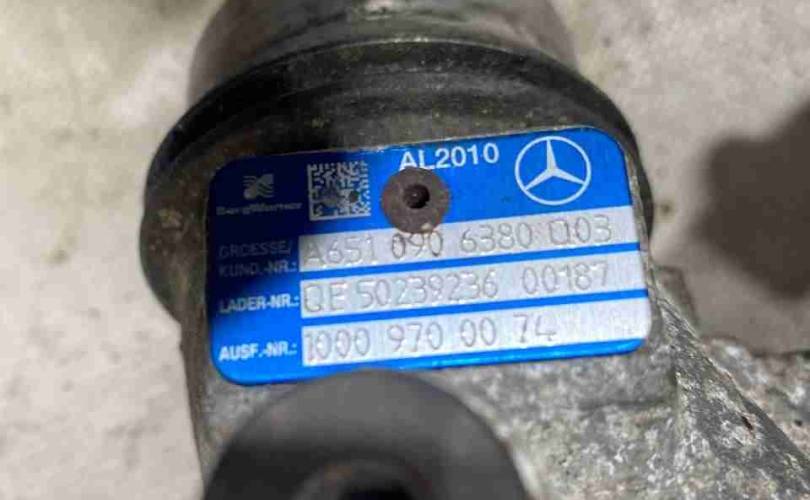 AL2010
BorgWarner
GROESSE/
KUND.-NR.: A651 090 6380 Q03
LADER-NR.: QE 50239236 00187
AUSF.-NR.: 1000 970 00 74